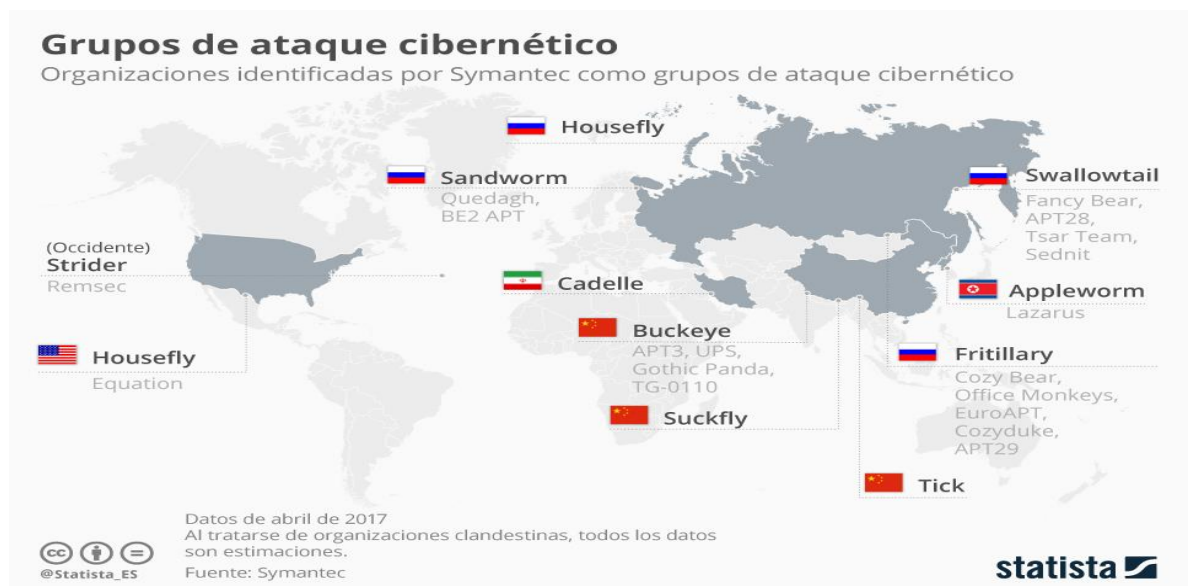 Grupos de ataque cibernético
Organizaciones identificadas por Symantec como grupos de ataque cibernético
Housefly
Sandworm
Quedagh,
BE2 APT
Swallowtail
Fancy Bear,
APT28,
Tsar Team,
Sednit
(Occidente)
Strider
Remsec
Cadelle
Appleworm
Lazarus
Buckeye
APT3, UPS,
Gothic Panda,
TG-0110
Housefly
Equation
Fritillary
Cozy Bear,
Office Monkeys,
EuroAPT,
Cozyduke,
APT29
Suckfly
Tick
Datos de abril de 2017
Al tratarse de organizaciones clandestinas, todos los datos
son estimaciones.
Fuente: Symantec
cc
@Statista_ES
statista